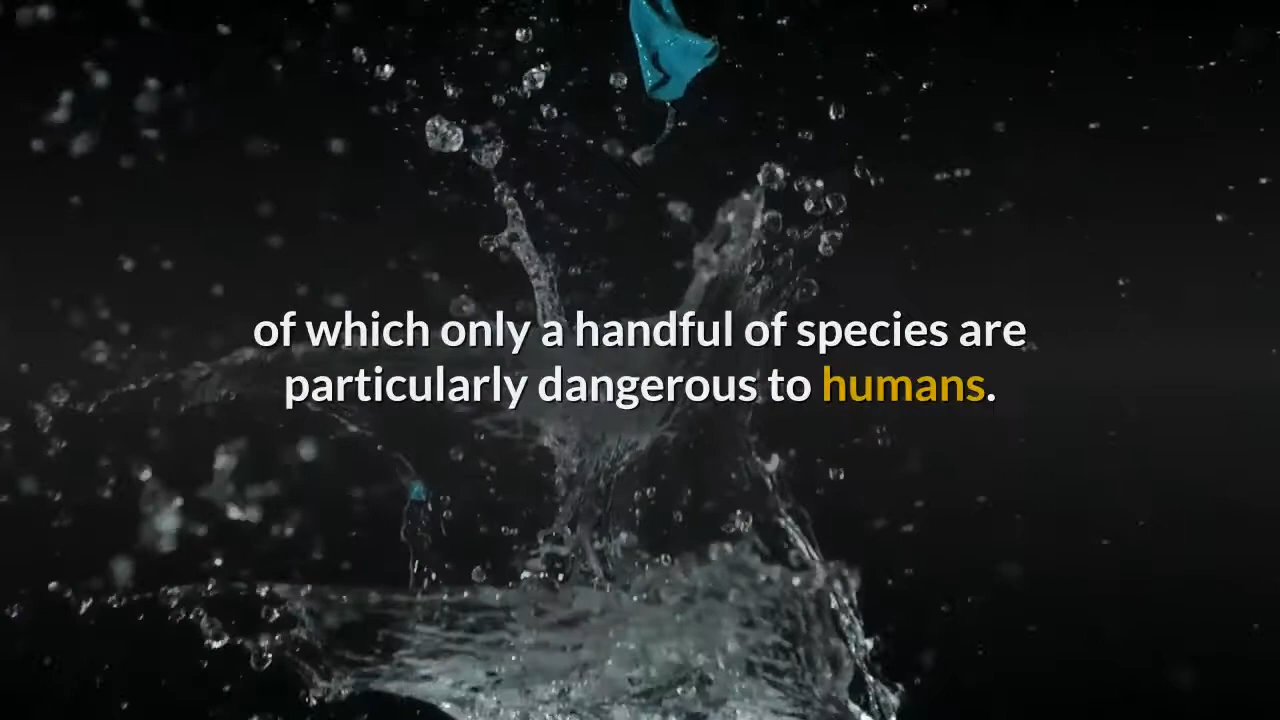 of which only a handful of species are
particularly dangerous to humans.